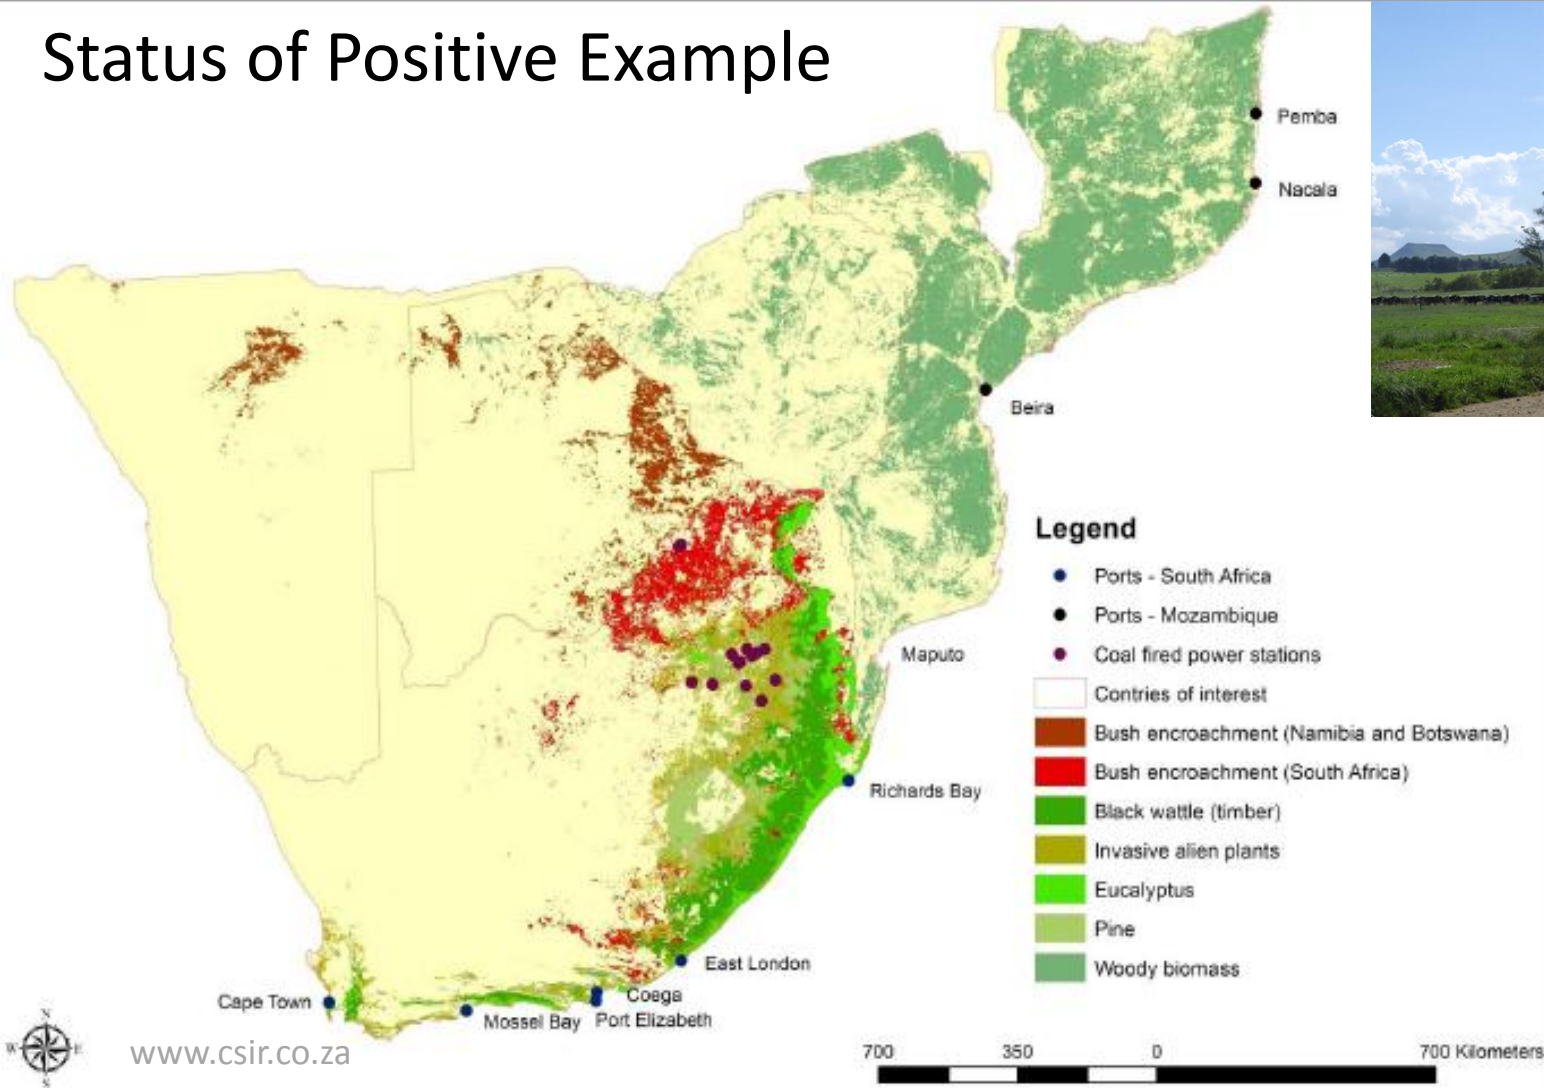 Status of Positive Example
Pemba
Nacala
Beira
Legend
Ports - South Africa
Ports - Mozambique
Coal fired power stations
Contries of interest
Bush encroachment (Namibia and Botswana)
Bush encroachment (South Africa)
Black wattle (timber)
Invasive alien plants
Eucalyptus
Pine
Woody biomass
Maputo
Richards Bay
East London
Coega
Port Elizabeth
Mossel Bay
Cape Town
N
W E
S
www.csir.co.za
700 350 0 700 Kilometers